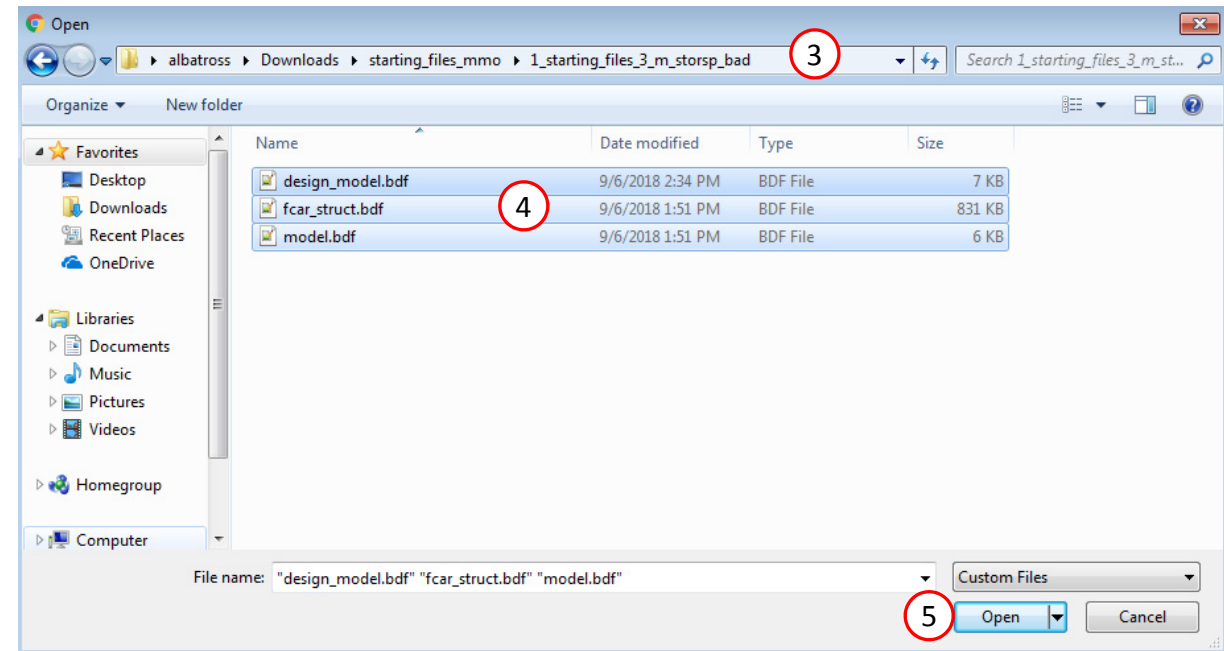 Open
albatross Downloads starting_files_mmo 1_starting_files_3_m_storsp_bad 3 Search 1_starting_files_3_m_st...
Organize New folder
Favorites
Desktop
Downloads
Recent Places
OneDrive
Libraries
Documents
Music
Pictures
Videos
Homegroup
Computer
Name Date modified Type Size
design_model.bdf 9/6/2018 2:34 PM BDF File 7 KB
fcar_struct.bdf 4 9/6/2018 1:51 PM BDF File 831 KB
model.bdf 9/6/2018 1:51 PM BDF File 6 KB
File name: "design_model.bdf" "fcar_struct.bdf" "model.bdf" Custom Files
5 Open Cancel